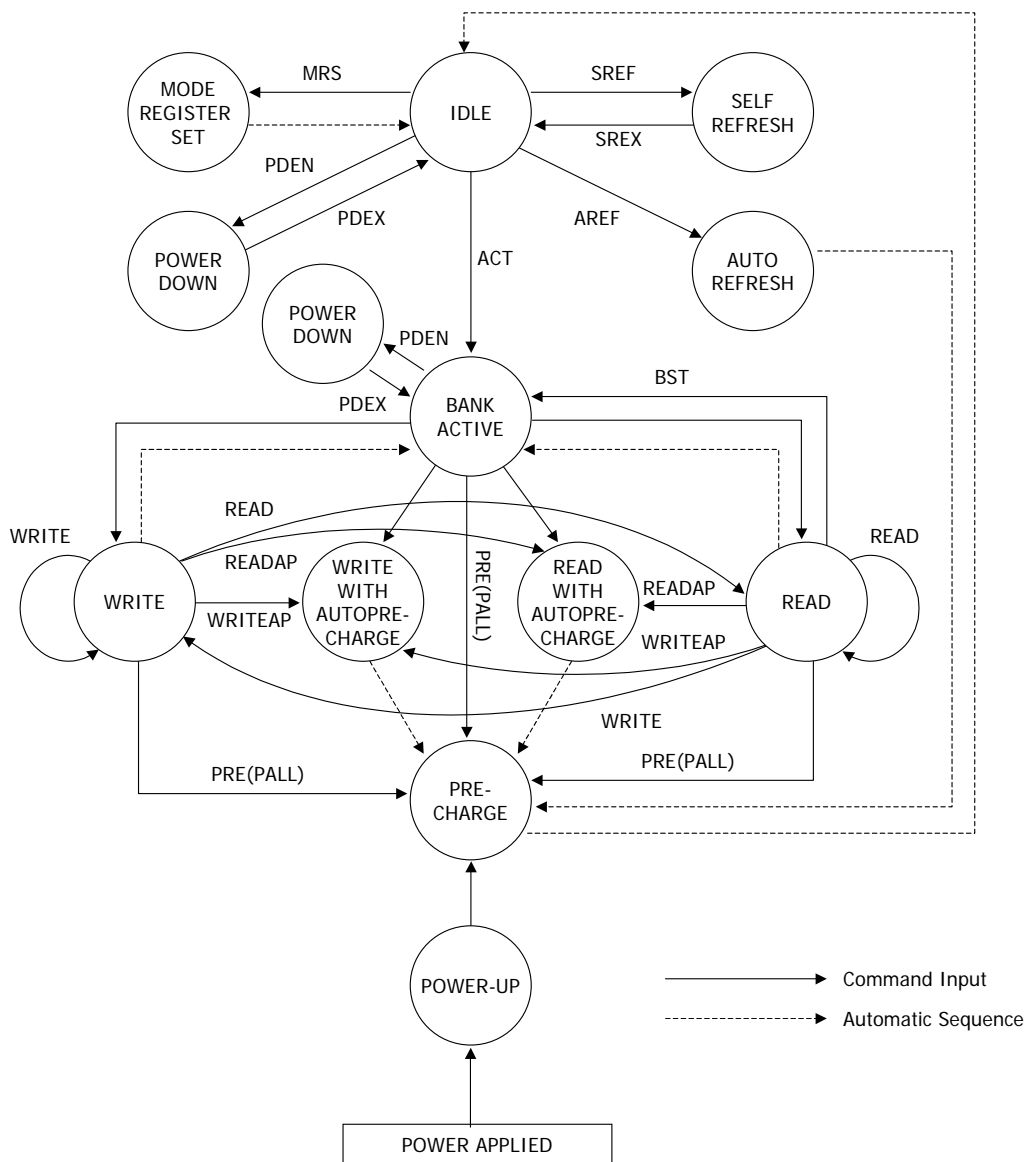 MRS
SREF
MODE
REGISTER
SET
IDLE
SELF
REFRESH
SREX
PDEN
PDEX
AREF
POWER
DOWN
ACT
AUTO
REFRESH
POWER
DOWN
PDEN
BST
PDEX
BANK
ACTIVE
WRITE
READ
READ
READAP
WRITE
WRITE
WITH
AUTOPRE-
CHARGE
PRE(PALL)
READ
WITH
AUTOPRE-
CHARGE
READAP
READ
WRITEAP
WRITEAP
WRITE
PRE(PALL)
PRE(PALL)
PRE-
CHARGE
POWER-UP
Command Input
Automatic Sequence
POWER APPLIED